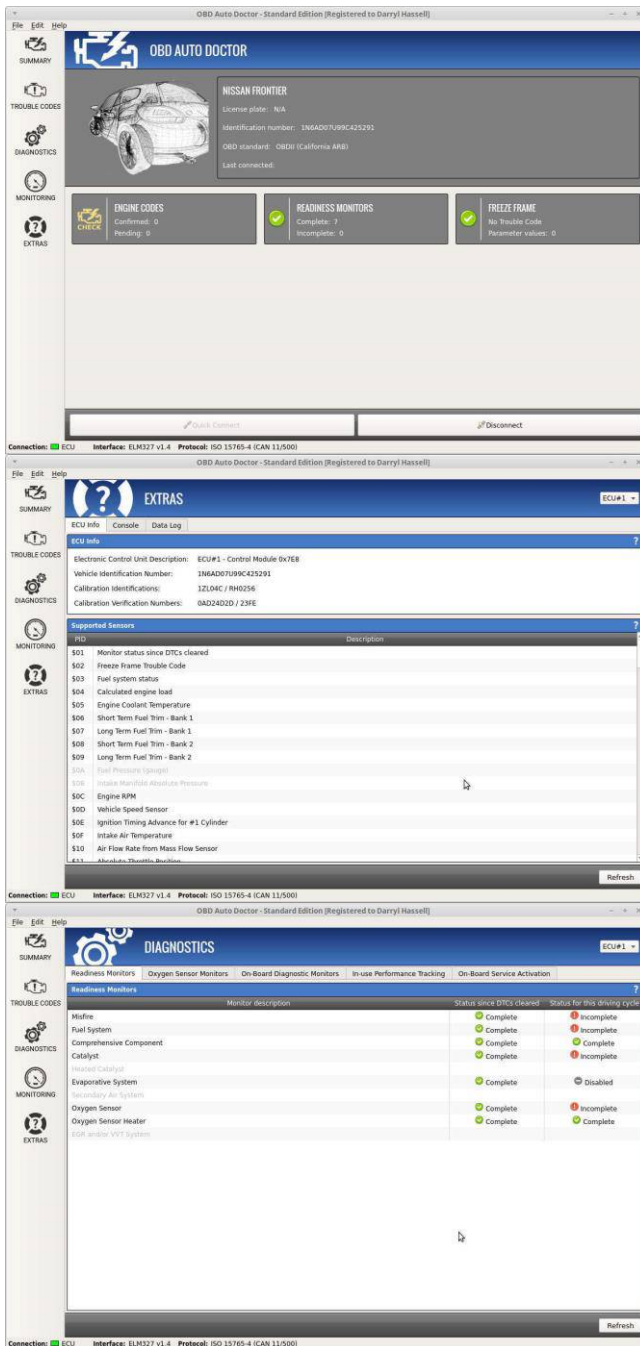 OBD Auto Doctor - Standard Edition [Registered to Darryl Hassell]
File Edit Help
SUMMARY
TROUBLE CODES
DIAGNOSTICS
MONITORING
EXTRAS
OBD AUTO DOCTOR
NISSAN FRONTIER
License plate: N/A
Identification number: 1N6AD07U99C425291
OBD standard: OBDII (California ARB)
Last connected:
CHECK
ENGINE CODES
Confirmed: 0
Pending: 0
READINESS MONITORS
Complete: 7
Incomplete: 0
FREEZE FRAME
No Trouble Code
Parameter values: 0
Quick Connect
Disconnect
Connection: ECU Interface: ELM327 v1.4 Protocol: ISO 15765-4 (CAN 11/500)
OBD Auto Doctor - Standard Edition [Registered to Darryl Hassell]
File Edit Help
SUMMARY
TROUBLE CODES
DIAGNOSTICS
MONITORING
EXTRAS
EXTRAS
ECU#1
ECU Info Console Data Log
ECU Info ?
Electronic Control Unit Description: ECU#1 - Control Module 0x7E8
Vehicle Identification Number: 1N6AD07U99C425291
Calibration Identifications: 1ZL04C / RH0256
Calibration Verification Numbers: 0AD24D2D / 23FE
Supported Sensors ?
PID Description
$01 Monitor status since DTCs cleared
$02 Freeze Frame Trouble Code
$03 Fuel system status
$04 Calculated engine load
$05 Engine Coolant Temperature
$06 Short Term Fuel Trim - Bank 1
$07 Long Term Fuel Trim - Bank 1
$08 Short Term Fuel Trim - Bank 2
$09 Long Term Fuel Trim - Bank 2
$0A Fuel Pressure (gauge)
$0B Intake Manifold Absolute Pressure
$0C Engine RPM
$0D Vehicle Speed Sensor
$0E Ignition Timing Advance for #1 Cylinder
$0F Intake Air Temperature
$10 Air Flow Rate from Mass Flow Sensor
$11 Absolute Throttle Position
Refresh
Connection: ECU Interface: ELM327 v1.4 Protocol: ISO 15765-4 (CAN 11/500)
OBD Auto Doctor - Standard Edition [Registered to Darryl Hassell]
File Edit Help
SUMMARY
TROUBLE CODES
DIAGNOSTICS
MONITORING
EXTRAS
DIAGNOSTICS
ECU#1
Readiness Monitors Oxygen Sensor Monitors On-Board Diagnostic Monitors In-use Performance Tracking On-Board Service Activation
Readiness Monitors ?
Monitor description Status since DTCs cleared Status for this driving cycle
Misfire Complete Incomplete
Fuel System Complete Incomplete
Comprehensive Component Complete Complete
Catalyst Complete Incomplete
Heated Catalyst
Evaporative System Complete Disabled
Secondary Air System
Oxygen Sensor Complete Incomplete
Oxygen Sensor Heater Complete Complete
EGR and/or VVT System
Refresh
Connection: ECU Interface: ELM327 v1.4 Protocol: ISO 15765-4 (CAN 11/500)